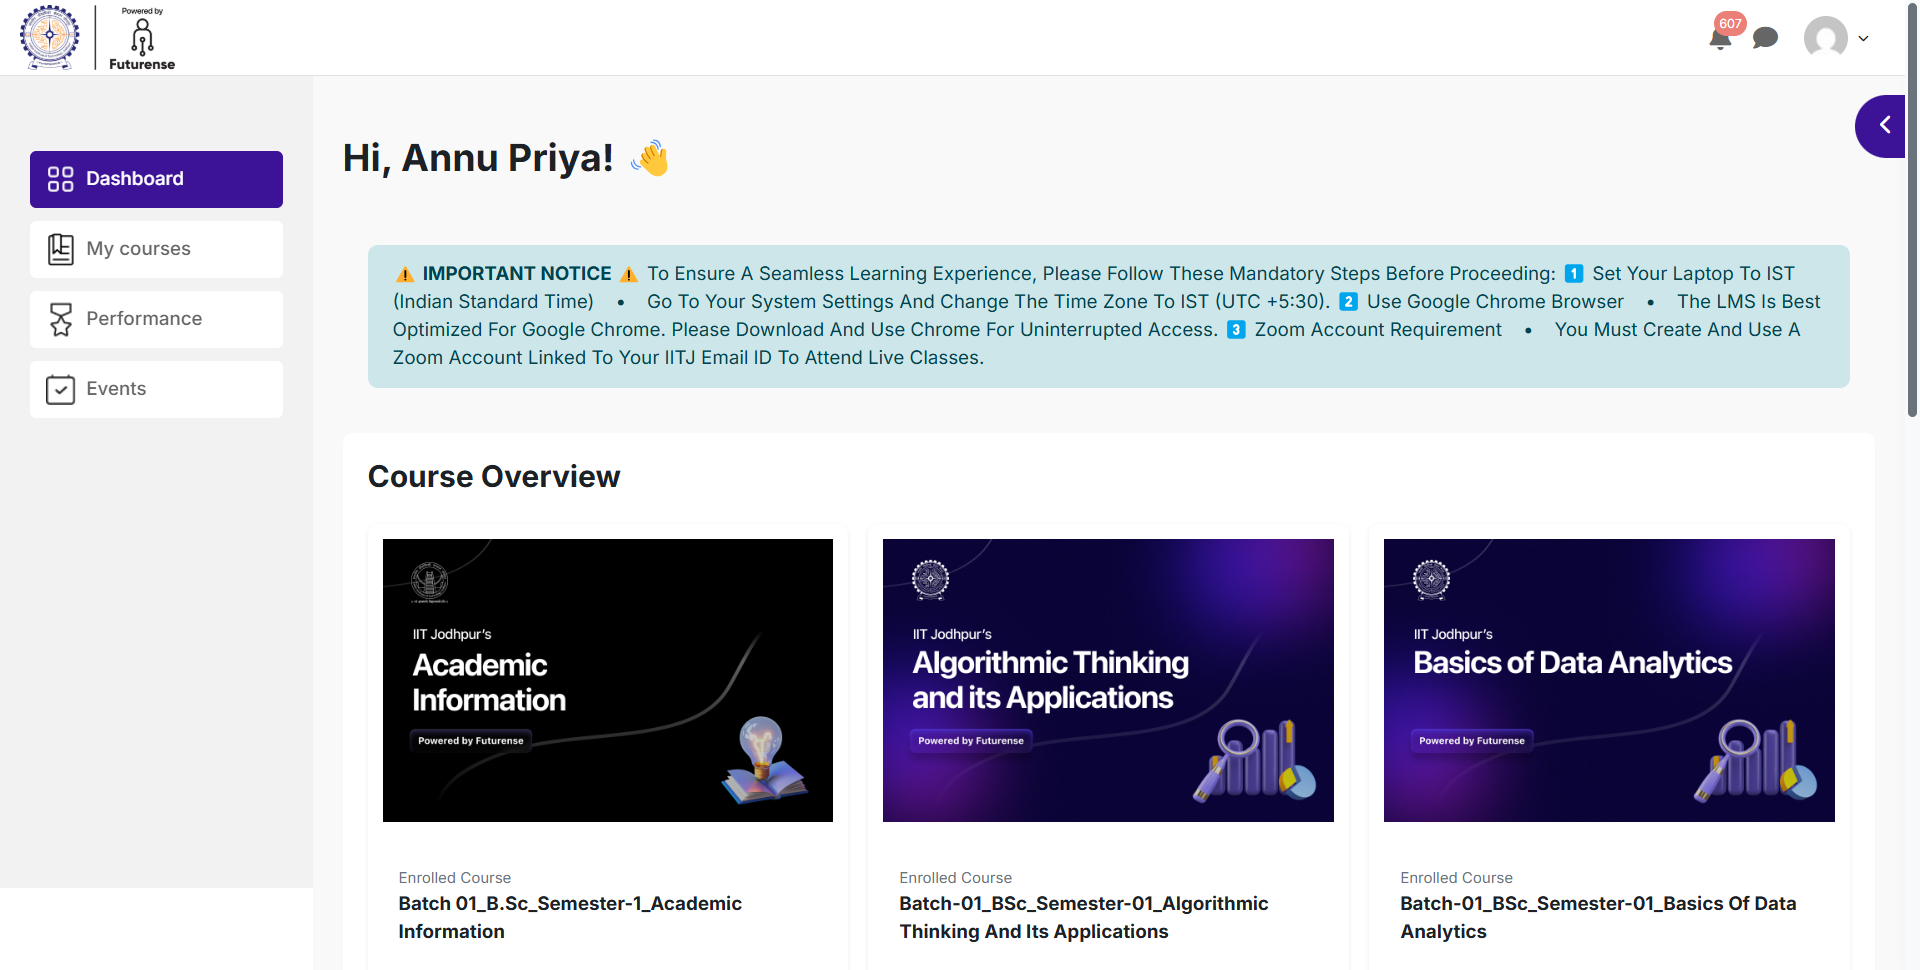 Powered by
Futurense
607
Dashboard
My courses
Performance
Events
Hi, Annu Priya! 👋
⚠️ IMPORTANT NOTICE ⚠️ To Ensure A Seamless Learning Experience, Please Follow These Mandatory Steps Before Proceeding: 1️⃣ Set Your Laptop To IST
(Indian Standard Time) • Go To Your System Settings And Change The Time Zone To IST (UTC +5:30). 2️⃣ Use Google Chrome Browser • The LMS Is Best
Optimized For Google Chrome. Please Download And Use Chrome For Uninterrupted Access. 3️⃣ Zoom Account Requirement • You Must Create And Use A
Zoom Account Linked To Your IITJ Email ID To Attend Live Classes.
Course Overview
IIT Jodhpur's
Academic
Information
Powered by Futurense
Enrolled Course
Batch 01_B.Sc_Semester-1_Academic
Information
IIT Jodhpur's
Algorithmic Thinking
and its Applications
Powered by Futurense
Enrolled Course
Batch-01_BSc_Semester-01_Algorithmic
Thinking And Its Applications
IIT Jodhpur's
Basics of Data Analytics
Powered by Futurense
Enrolled Course
Batch-01_BSc_Semester-01_Basics Of Data
Analytics